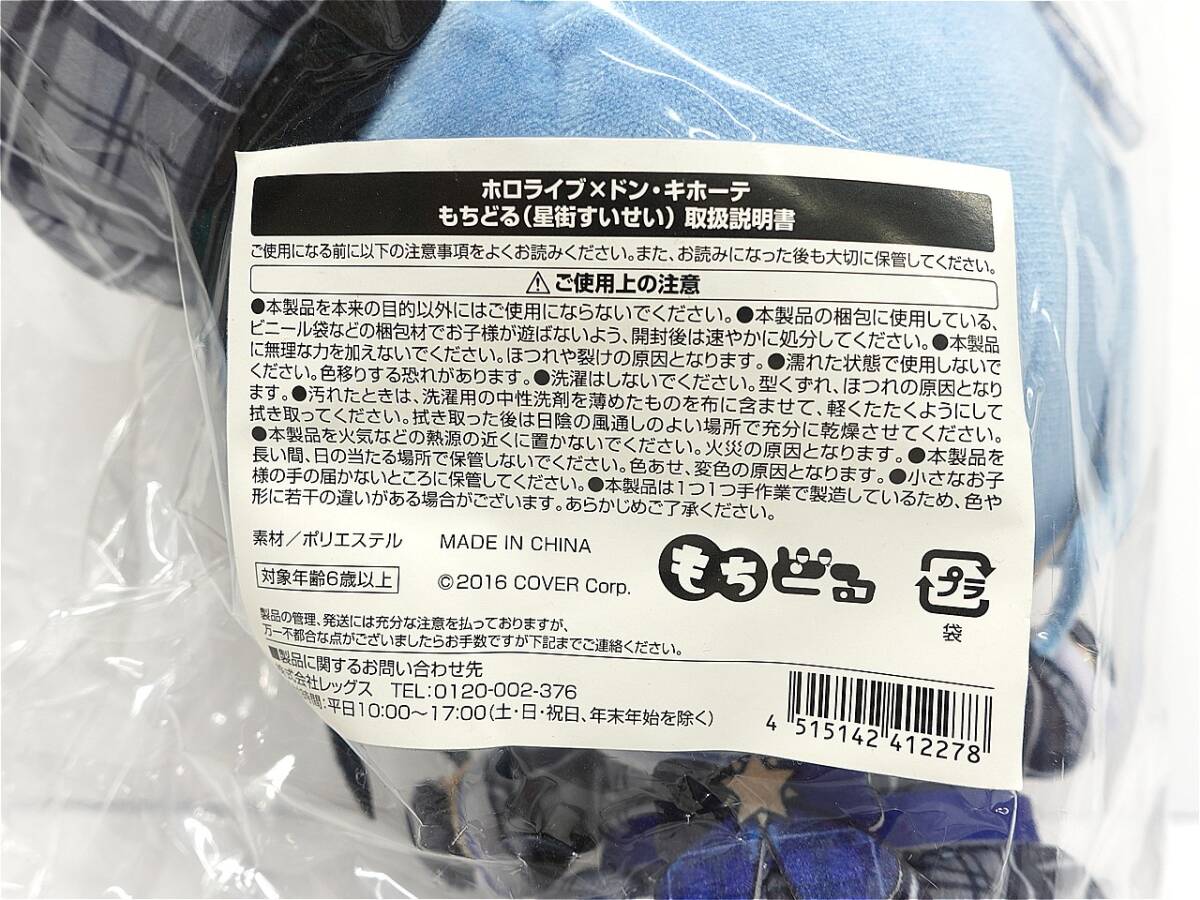 ホロライブ×ドン・キホーテ
もちどる(星街すいせい)取扱説明書
ご使用になる前に以下の注意事項をよくお読みください。また、お読みになった後も大切に保管してください。
ご使用上の注意
●本製品を本来の目的以外にはご使用にならないでください。●本製品の梱包に使用している、
ビニール袋などの梱包材でお子様が遊ばないよう、開封後は速やかに処分してください。●本製品
に無理な力を加えないでください。ほつれや裂けの原因となります。●濡れた状態で使用しないで
ください。色移りする恐れがあります。●洗濯はしないでください。型くずれ、ほつれの原因となり
ます。●汚れたときは、洗濯用の中性洗剤を薄めたものを布に含ませて、軽くたたくようにして
拭き取ってください。拭き取った後は日陰の風通しのよい場所で充分に乾燥させてください。
●本製品を火気などの熱源の近くに置かないでください。火災の原因となります。●本製品を
長い間、日の当たる場所で保管しないでください。色あせ、変色の原因となります。●小さなお子
様の手の届かないところに保管してください。●本製品は1つ1つ手作業で製造しているため、色や
形に若干の違いがある場合がございます。あらかじめご了承ください。
素材/ポリエステル MADE IN CHINA
対象年齢6歳以上 ©2016 COVER Corp.
もちどる
プラ
袋
製品の管理、発送には充分な注意を払っておりますが、
万一不都合な点がございましたらお手数ですが下記までご連絡ください。
■製品に関するお問い合わせ先
式会社レッグス TEL:0120-002-376
時間:平日10:00〜17:00(土・日・祝日、年末年始を除く)
4 515142 412278